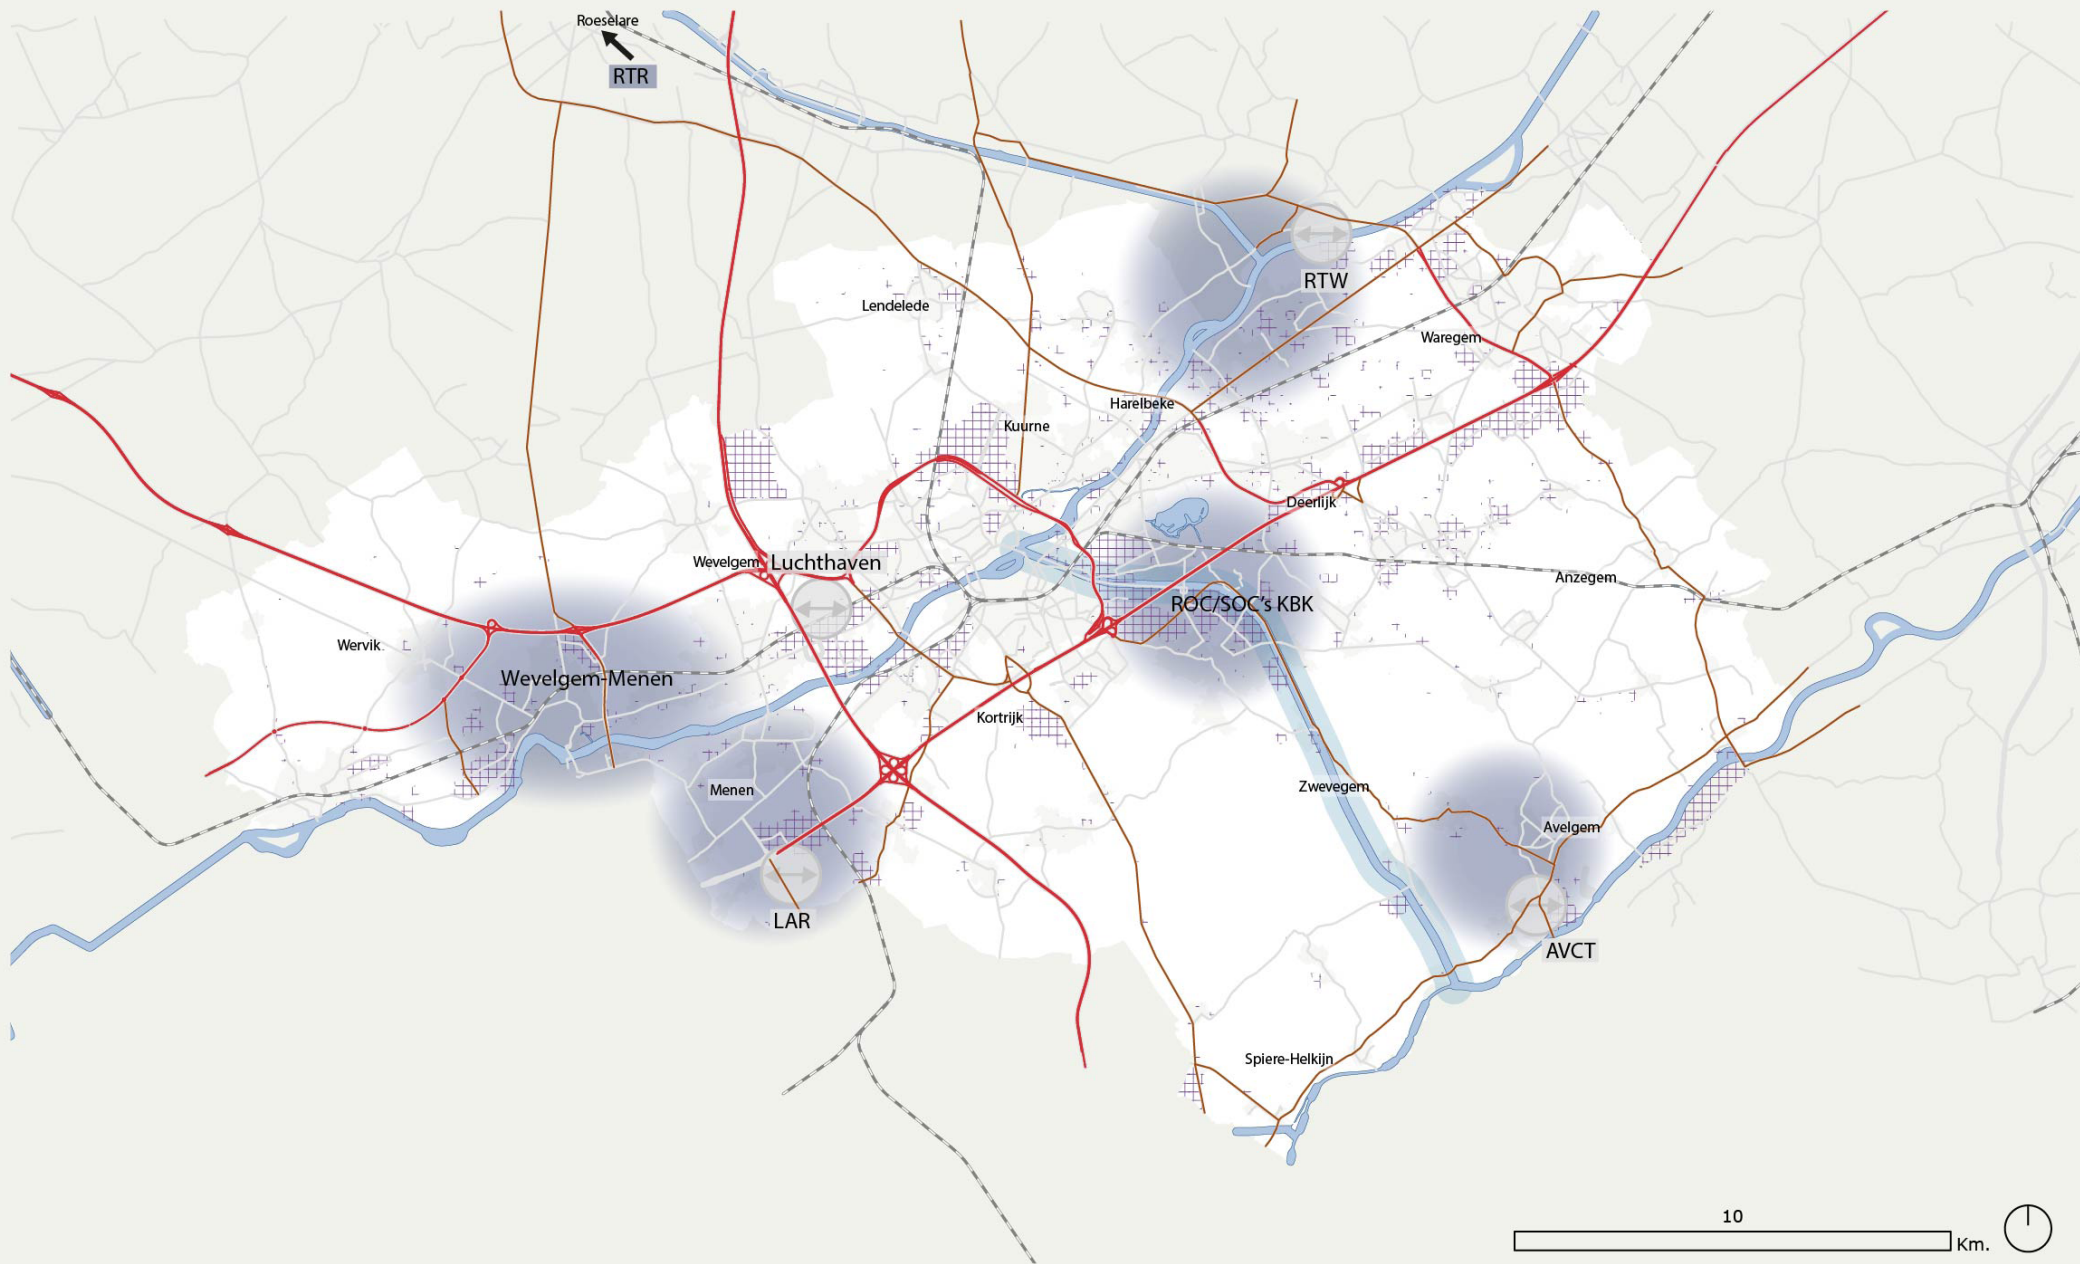 Roeselare
RTR
RTW
Lendelede
Waregem
Harelbeke
Kuurne
Deerlijk
Wevelgem
Luchthaven
Anzegem
ROC/SOC's KBK
Wervik
Wevelgem-Menen
Kortrijk
Menen
Zwevegem
Avelgem
LAR
AVCT
Spiere-Helkijn
10
Km.